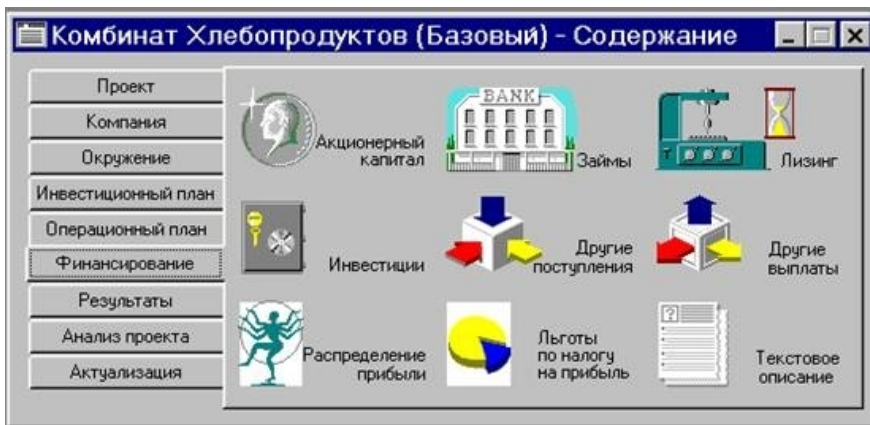 Комбинат Хлебопродуктов (Базовый) - Содержание
Проект
Компания
Окружение
Инвестиционный план
Операционный план
Финансирование
Результаты
Анализ проекта
Актуализация
Акционерный
капитал
BANK
Займы
Лизинг
Инвестиции
Другие
поступления
Другие
выплаты
Распределение
прибыли
Льготы
по налогу
на прибыль
?
Текстовое
описание